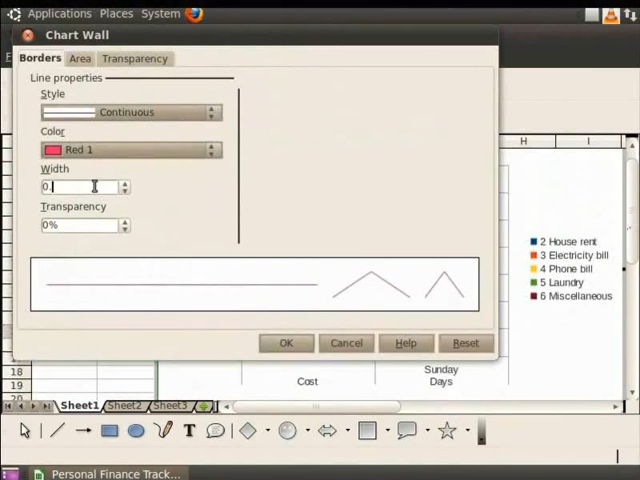 Applications Places System
Chart Wall
Borders Area Transparency
Line properties
Style
Continuous
Color
Red 1
Width
0.
Transparency
0%
OK Cancel Help Reset
H I
2 House rent
3 Electricity bill
4 Phone bill
5 Laundry
6 Miscellaneous
18
19
Cost
Sunday
Days
Sheet1 Sheet2 Sheet3
T
Personal Finance Track...